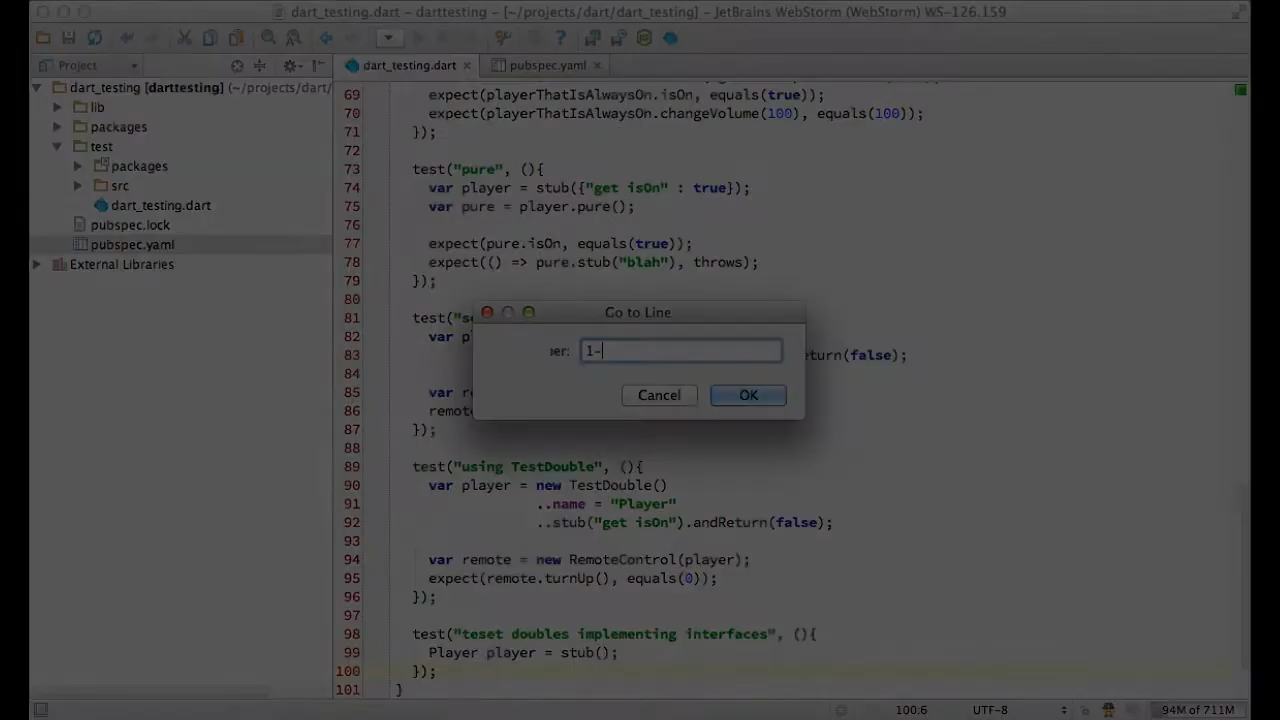 dart_testing.dart - darttesting - [~/projects/dart/dart_testing] - JetBrains WebStorm (WebStorm) WS-126.159
Project
dart_testing.dart
pubspec.yaml
dart_testing [darttesting] (~/projects/dart/
lib
packages
test
packages
src
dart_testing.dart
pubspec.lock
pubspec.yaml
External Libraries
69 expect(playerThatIsAlwaysOn.isOn, equals(true));
70 expect(playerThatIsAlwaysOn.changeVolume(100), equals(100));
71 });
72
73 test("pure", (){
74 var player = stub({"get isOn" : true});
75 var pure = player.pure();
76
77 expect(pure.isOn, equals(true));
78 expect(() => pure.stub("blah"), throws);
79 });
80
81 test("s
82 var pl
83 turn(false);
85 var re
86 remote
87 });
88
89 test("using TestDouble", (){
90 var player = new TestDouble()
91 ..name = "Player"
92 ..stub("get isOn").andReturn(false);
93
94 var remote = new RemoteControl(player);
95 expect(remote.turnUp(), equals(0));
96 });
97
98 test("teset doubles implementing interfaces", (){
99 Player player = stub();
100 });
101 }
Go to Line
er: 1-
Cancel OK
100:6 UTF-8 94M of 711M